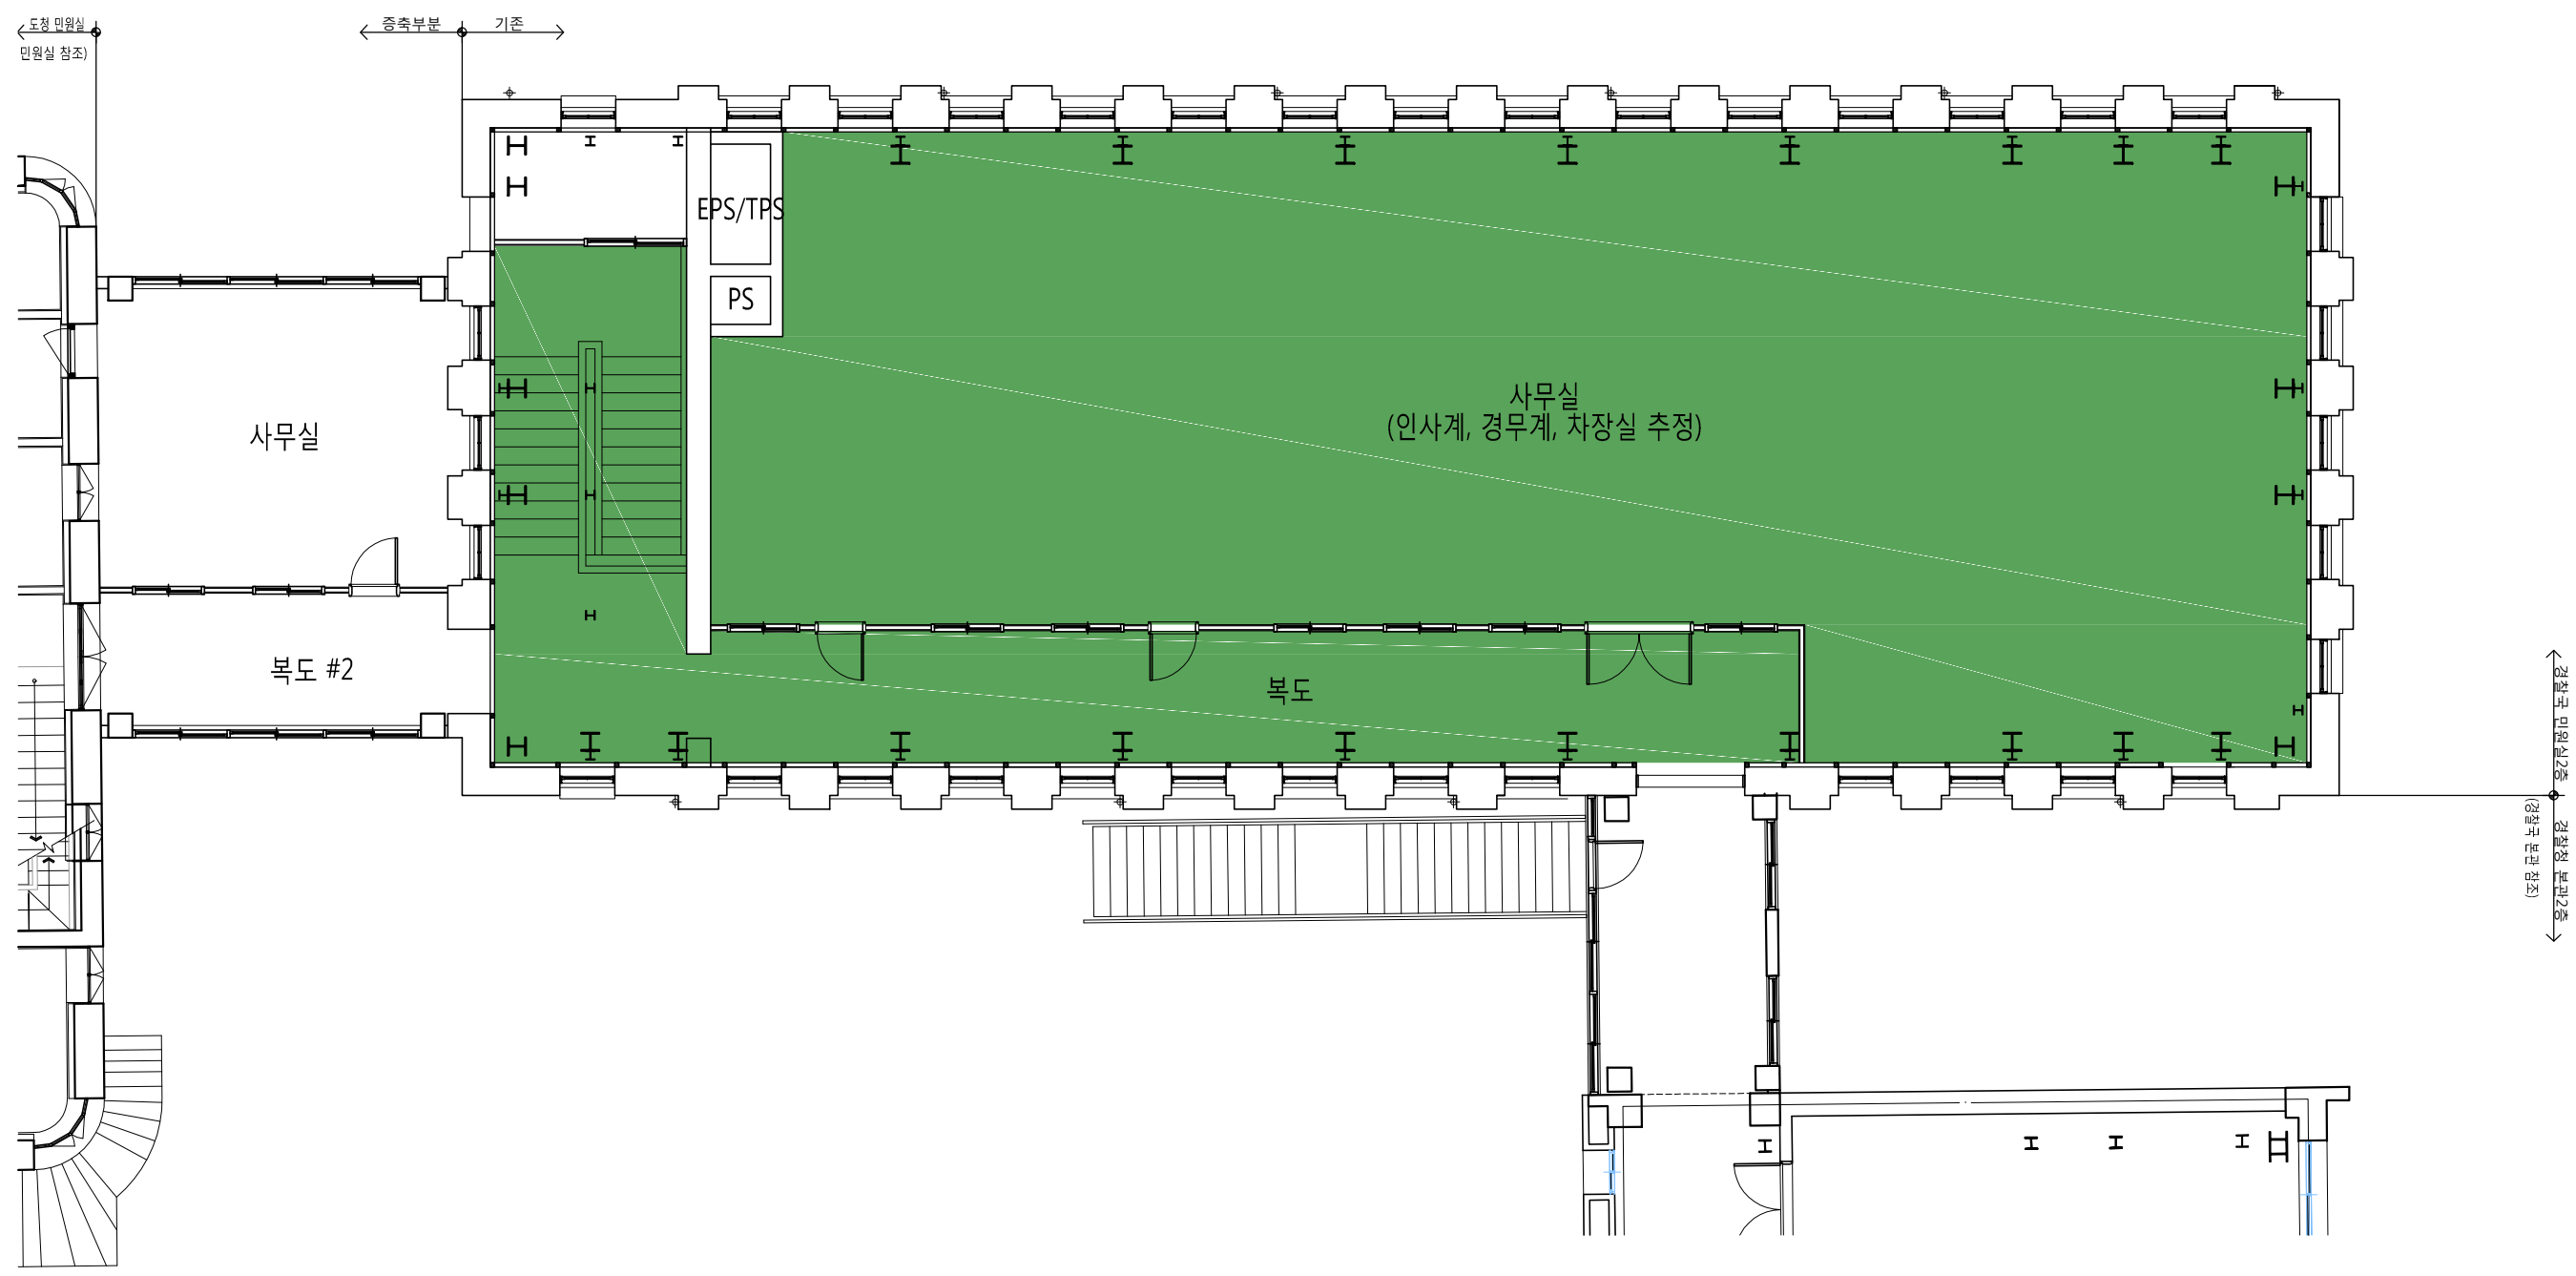 도청 민원실
민원실 참조)
증축부분
기존
EPS/TPS
PS
사무실
사무실
(인사계, 경무계, 차장실 추정)
복도 #2
복도
경찰국 민원실2층
경찰청 본관2층
(경찰국 본관 참조)